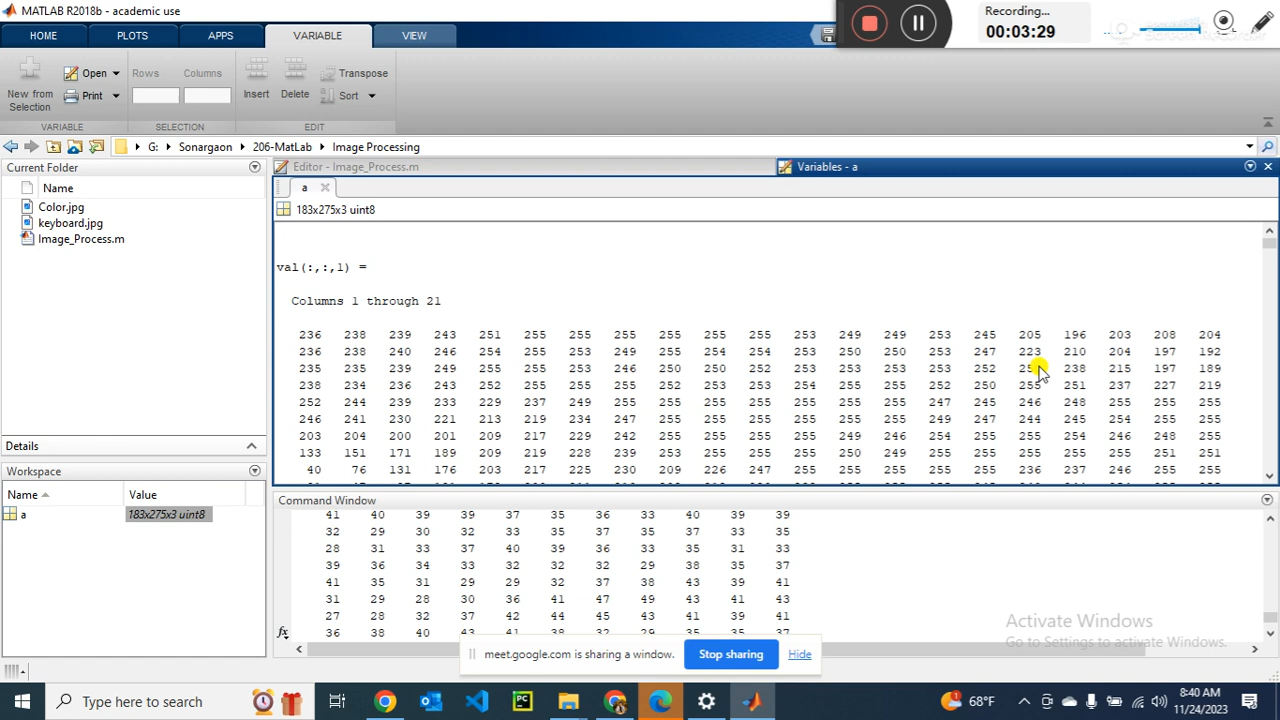 MATLAB R2018b - academic use
Recording...
00:03:29
HOME PLOTS APPS VARIABLE VIEW
New from Selection
Open
Print
Rows Columns
Insert
Delete
Transpose
Sort
VARIABLE SELECTION EDIT
G: Sonargaon 206-MatLab Image Processing
Current Folder
Name
Color.jpg
keyboard.jpg
Image_Process.m
Details
Workspace
Name Value
a 183x275x3 uint8
Editor - Image_Process.m
Variables - a
a
183x275x3 uint8
val(:,:,1) =
Columns 1 through 21
236 238 239 243 251 255 255 255 255 255 255 253 249 249 253 245 205 196 203 208 204
236 238 240 246 254 255 253 249 255 254 254 253 250 250 253 247 223 210 204 197 192
235 235 239 249 255 255 253 246 250 250 252 253 253 253 253 252 238 215 197 189
238 234 236 243 252 255 255 255 252 253 253 254 255 255 252 250 255 251 237 227 219
252 244 239 233 229 237 249 255 255 255 255 255 255 255 247 245 246 248 255 255 255
246 241 230 221 213 219 234 247 255 255 255 255 255 255 249 247 244 245 254 255 255
203 204 200 201 209 217 229 242 255 255 255 255 249 246 254 255 255 254 246 248 255
133 151 171 189 209 219 228 239 253 255 255 255 250 249 255 255 255 255 255 251 251
40 76 131 176 203 217 225 230 209 226 247 255 255 255 255 255 236 237 246 255 255
Command Window
41 40 39 39 37 35 36 33 40 39 39
32 29 30 32 33 35 37 35 37 33 35
28 31 33 37 40 39 36 33 35 31 33
39 36 34 33 32 32 32 29 38 35 37
41 35 31 29 29 32 37 38 43 39 41
31 29 28 30 36 41 47 49 43 41 43
27 28 32 37 42 44 45 43 41 39 41
36 38 40 43 41 38 32 29 35 35 37
fx
meet.google.com is sharing a window.
Stop sharing
Hide
Activate Windows
Go to Settings to activate Windows.
Type here to search
68°F
8:40 AM
11/24/2023